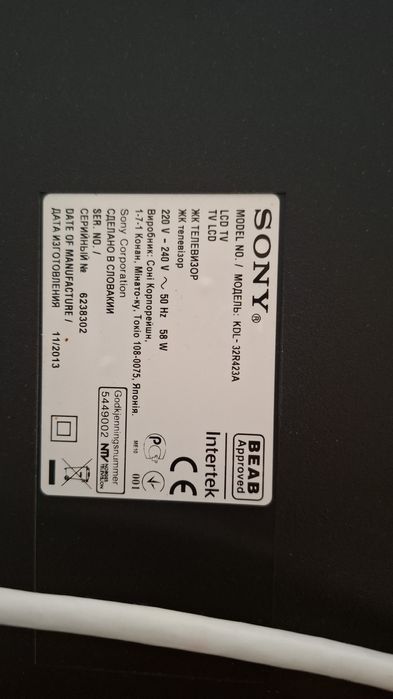 SONY®
MODEL NO. / МОДЕЛЬ: KDL- 32R423A
LCD TV
TV LCD
ЖК ТЕЛЕВИЗОР
ЖК телевізор
220 V – 240 V ~ 50 Hz 58 W
Виробник: Соні Корпорейшн,
1-7-1 Конан, Мінато-ку, Токіо 108-0075, Японія.
Sony Corporation
СДЕЛАНО В СЛОВАКИИ
SER. NO. /
СЕРИЙНЫЙ № 6238302
DATE OF MANUFACTURE /
ДАТА ИЗГОТОВЛЕНИЯ 11/2013
BEAB
Approved
Intertek
CE
ME10
001
Godkjenningsnummer
5449002 NTV